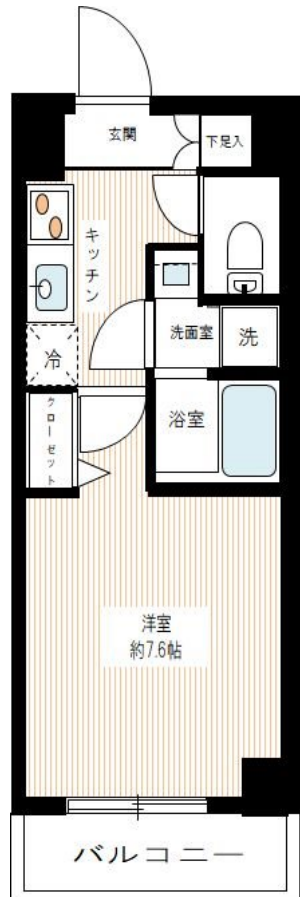 玄関
下足入
キッチン
洗面室
洗
冷
浴室
クローゼット
洋室
約7.6帖
バルコニー